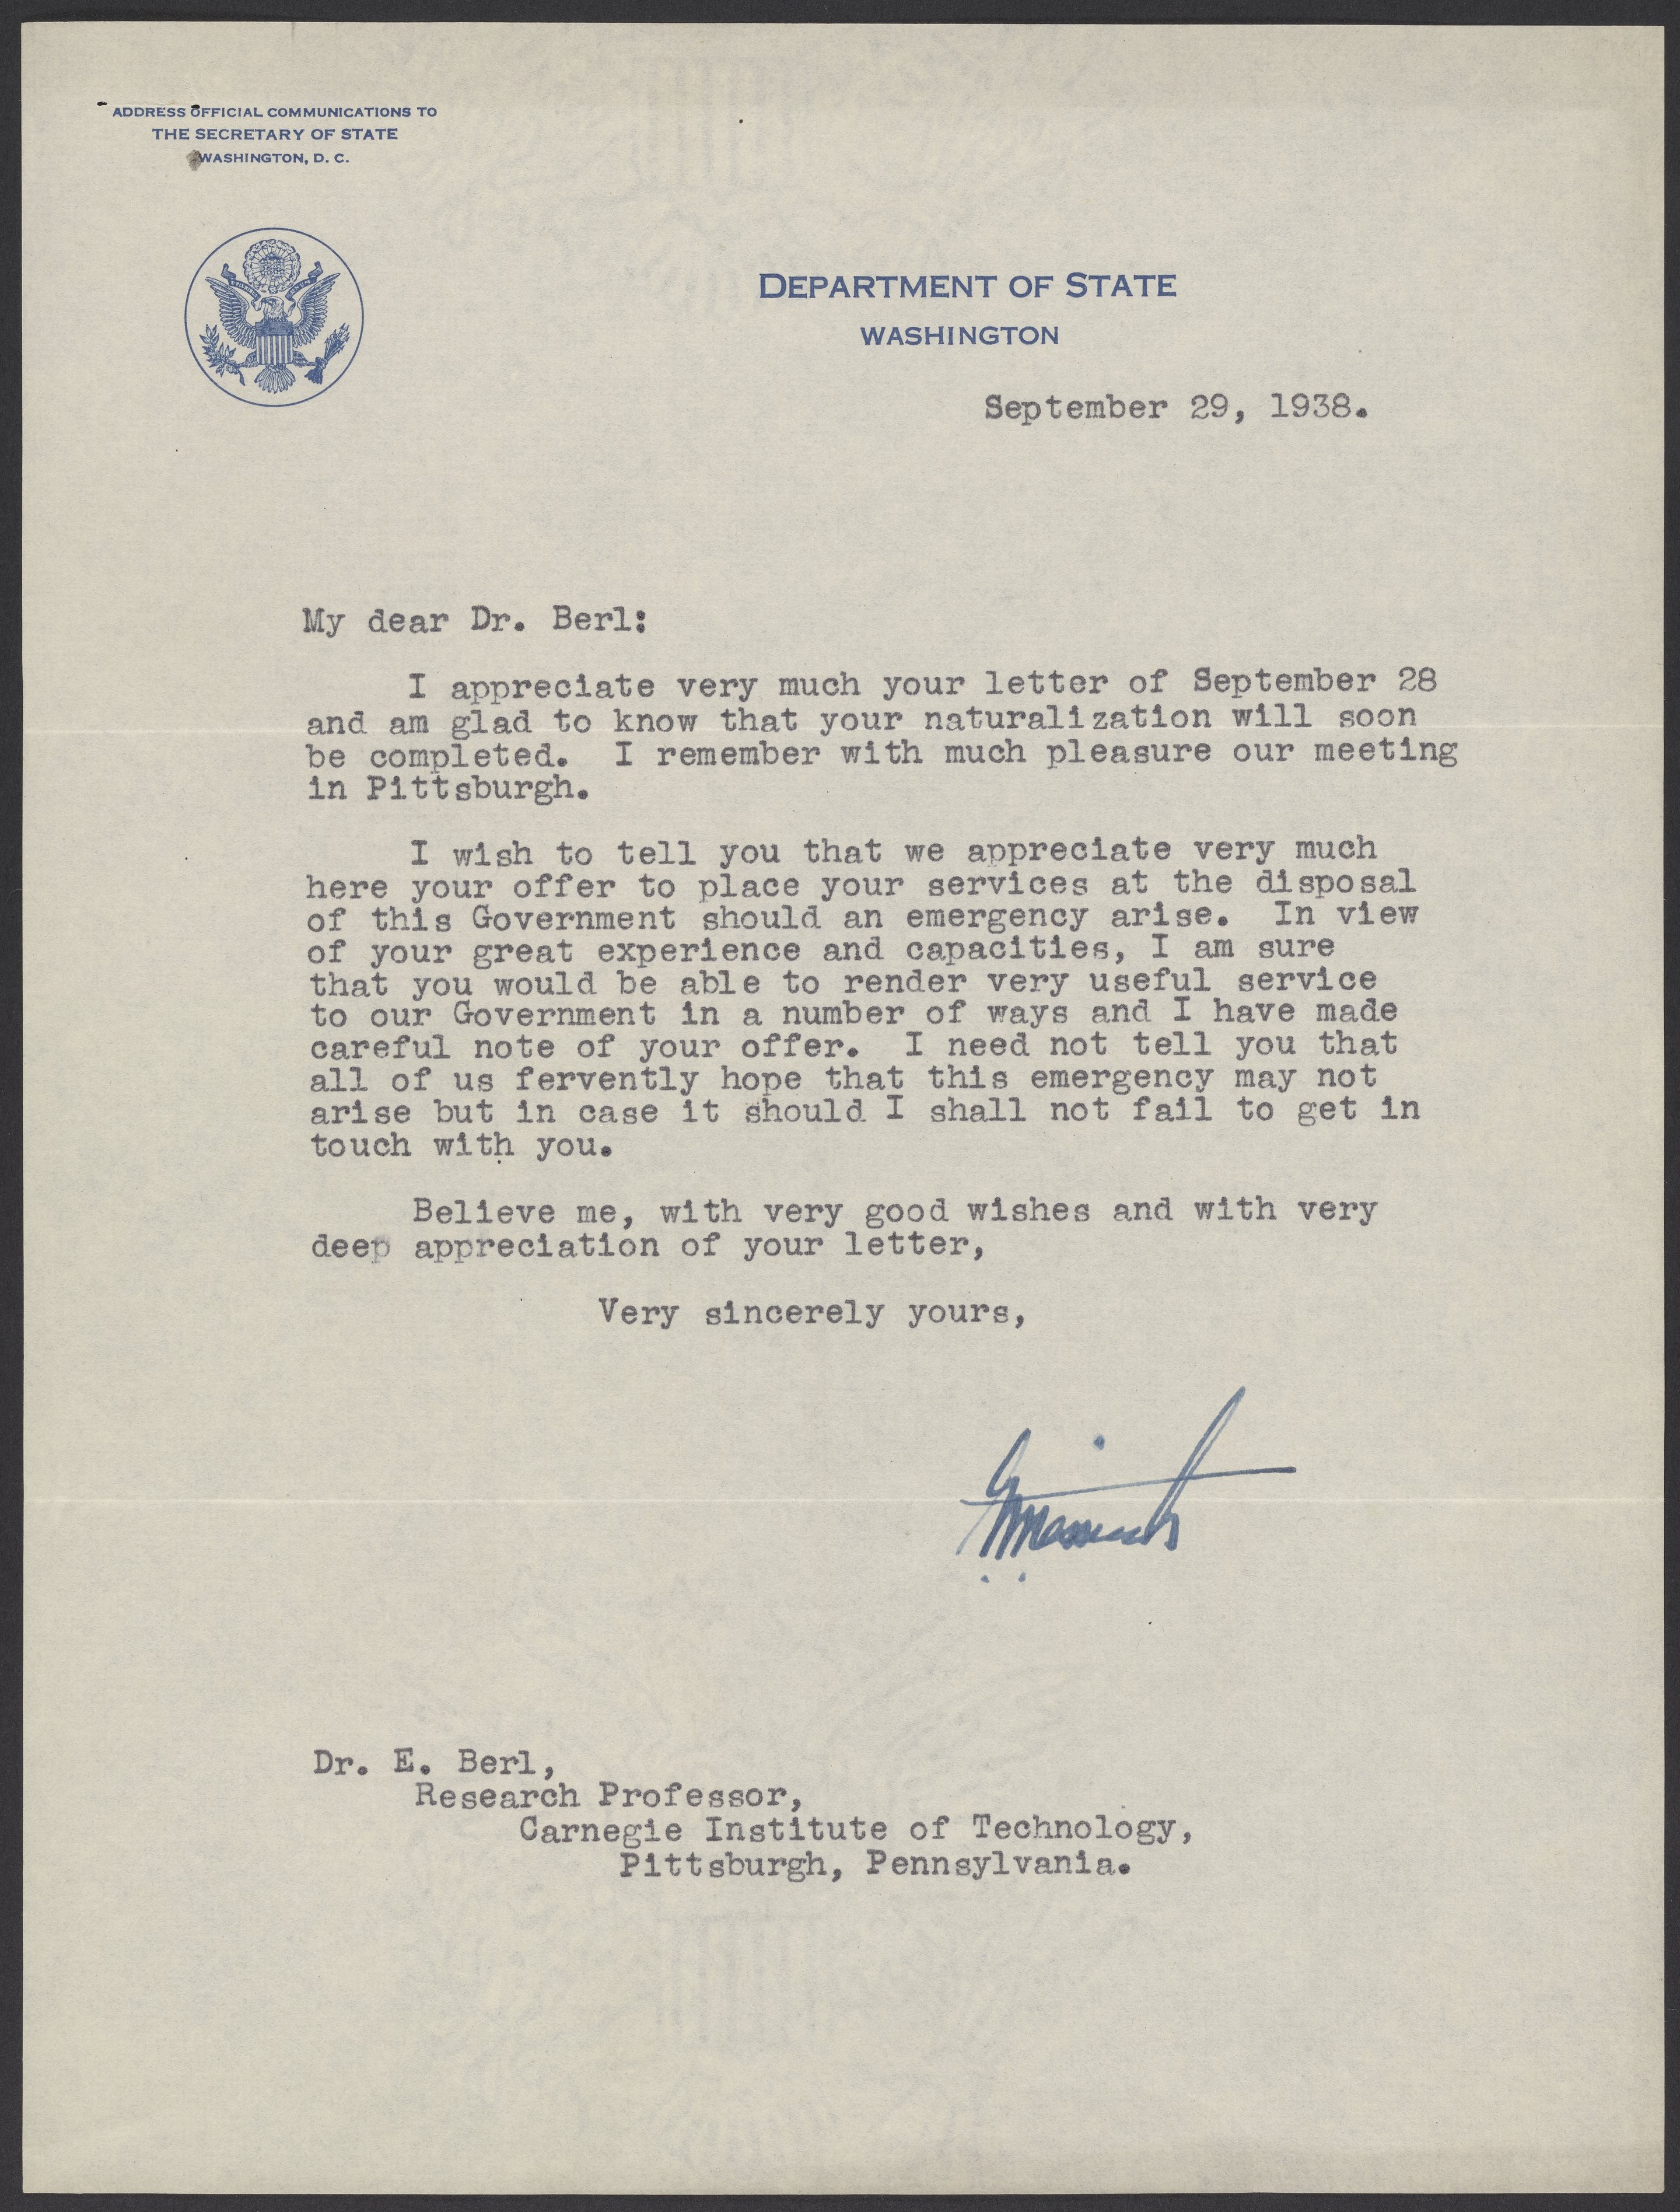 ADDRESS OFFICIAL COMMUNICATIONS TO
THE SECRETARY OF STATE
WASHINGTON, D. C.
DEPARTMENT OF STATE
WASHINGTON
September 29, 1938.
My dear Dr. Berl:
I appreciate very much your letter of September 28
and am glad to know that your naturalization will soon
be completed. I remember with much pleasure our meeting
in Pittsburgh.
I wish to tell you that we appreciate very much
here your offer to place your services at the disposal
of this Government should an emergency arise. In view
of your great experience and capacities, I am sure
that you would be able to render very useful service
to our Government in a number of ways and I have made
careful note of your offer. I need not tell you that
all of us fervently hope that this emergency may not
arise but in case it should I shall not fail to get in
touch with you.
Believe me, with very good wishes and with very
deep appreciation of your letter,
Very sincerely yours,
Dr. E. Berl,
Research Professor,
Carnegie Institute of Technology,
Pittsburgh, Pennsylvania.